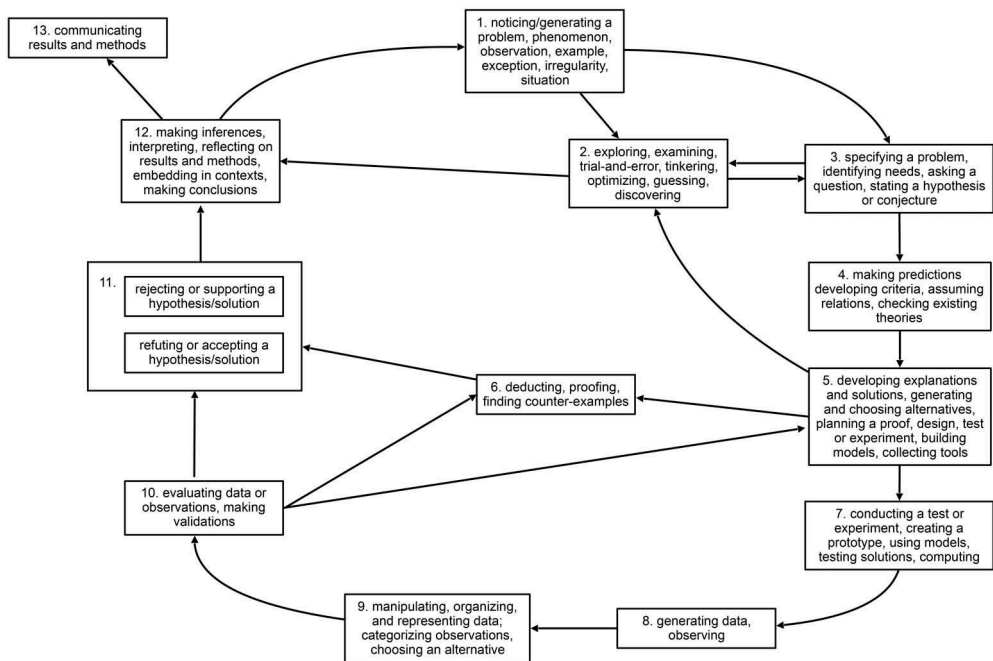 13. communicating
results and methods
1. noticing/generating a
problem, phenomenon,
observation, example,
exception, irregularity,
situation
12. making inferences,
interpreting, reflecting on
results and methods,
embedding in contexts,
making conclusions
2. exploring, examining,
trial-and-error, tinkering,
optimizing, guessing,
discovering
3. specifying a problem,
identifying needs, asking
a question, stating a hypothesis
or conjecture
11.
rejecting or supporting a
hypothesis/solution
refuting or accepting a
hypothesis/solution
4. making predictions
developing criteria, assuming
relations, checking existing
theories
6. deducting, proofing,
finding counter-examples
5. developing explanations
and solutions, generating
and choosing alternatives,
planning a proof, design, test
or experiment, building
models, collecting tools
10. evaluating data or
observations, making
validations
7. conducting a test or
experiment, creating a
prototype, using models,
testing solutions, computing
9. manipulating, organizing,
and representing data;
categorizing observations,
choosing an alternative
8. generating data,
observing